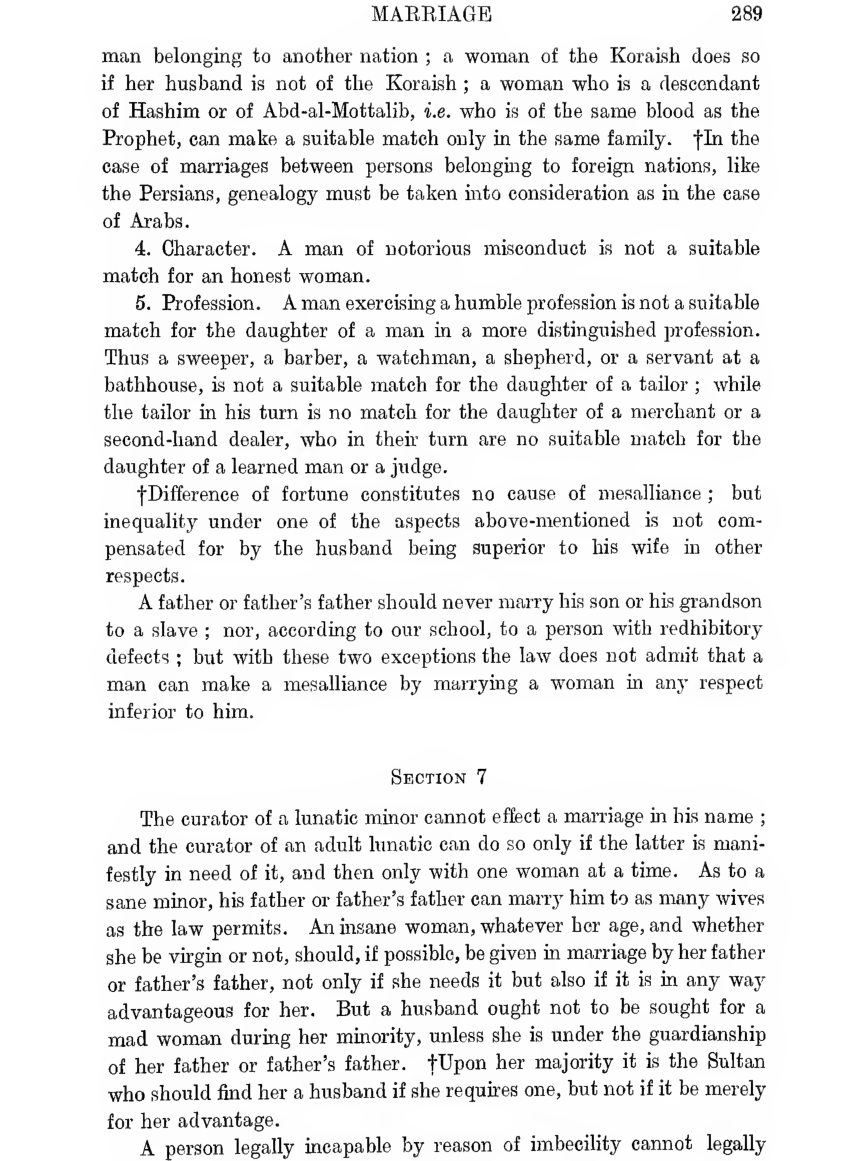 MARRIAGE 289
man belonging to another nation ; a woman of the Koraish does so
if her husband is not of the Koraish ; a woman who is a descendant
of Hashim or of Abd-al-Mottalib, i.e. who is of the same blood as the
Prophet, can make a suitable match only in the same family. †In the
case of marriages between persons belonging to foreign nations, like
the Persians, genealogy must be taken into consideration as in the case
of Arabs.
4. Character. A man of notorious misconduct is not a suitable
match for an honest woman.
5. Profession. A man exercising a humble profession is not a suitable
match for the daughter of a man in a more distinguished profession.
Thus a sweeper, a barber, a watchman, a shepherd, or a servant at a
bathhouse, is not a suitable match for the daughter of a tailor ; while
the tailor in his turn is no match for the daughter of a merchant or a
second-hand dealer, who in their turn are no suitable match for the
daughter of a learned man or a judge.
†Difference of fortune constitutes no cause of mesalliance ; but
inequality under one of the aspects above-mentioned is not com-
pensated for by the husband being superior to his wife in other
respects.
A father or father's father should never marry his son or his grandson
to a slave ; nor, according to our school, to a person with redhibitory
defects ; but with these two exceptions the law does not admit that a
man can make a mesalliance by marrying a woman in any respect
inferior to him.
SECTION 7
The curator of a lunatic minor cannot effect a marriage in his name ;
and the curator of an adult lunatic can do so only if the latter is mani-
festly in need of it, and then only with one woman at a time. As to a
sane minor, his father or father's father can marry him to as many wives
as the law permits. An insane woman, whatever her age, and whether
she be virgin or not, should, if possible, be given in marriage by her father
or father's father, not only if she needs it but also if it is in any way
advantageous for her. But a husband ought not to be sought for a
mad woman during her minority, unless she is under the guardianship
of her father or father's father. †Upon her majority it is the Sultan
who should find her a husband if she requires one, but not if it be merely
for her advantage.
A person legally incapable by reason of imbecility cannot legally